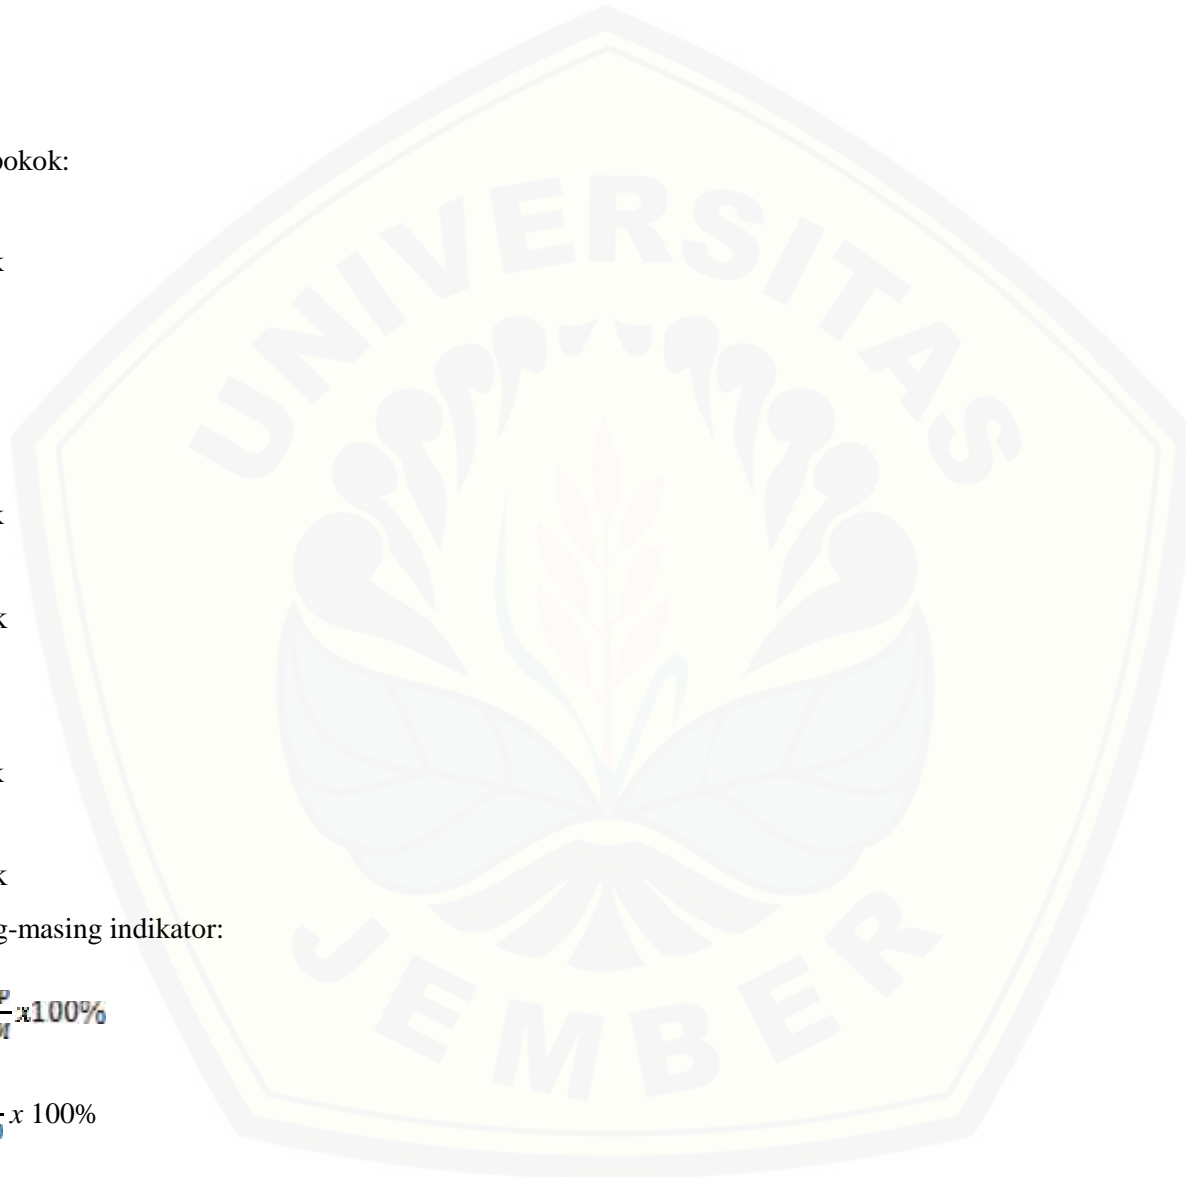 pokok:
UNIVERSITAS
k
k
k
k
k
g-masing indikator:
x100%
x 100%
JEMBER